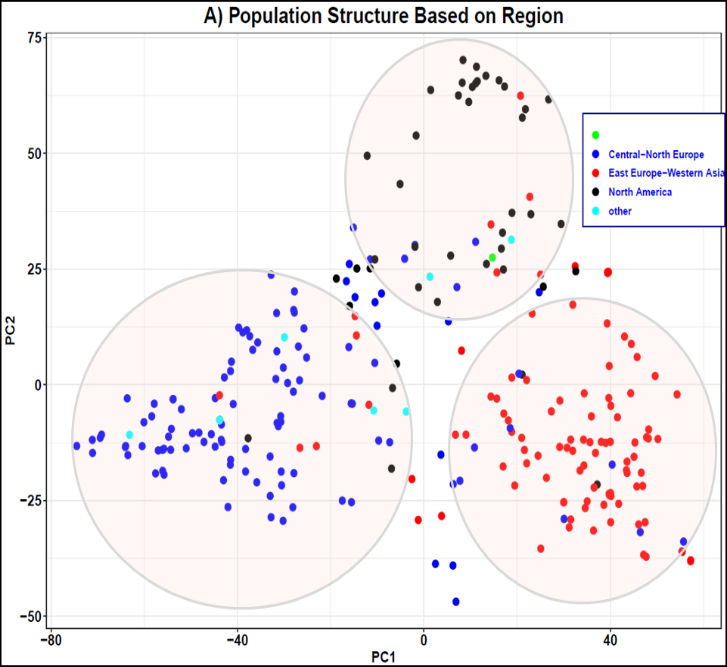 A) Population Structure Based on Region
75
50
25
0
−25
−50
PC2
Central−North Europe
East Europe−Western Asia
North America
other
−80
−40
0
40
PC1